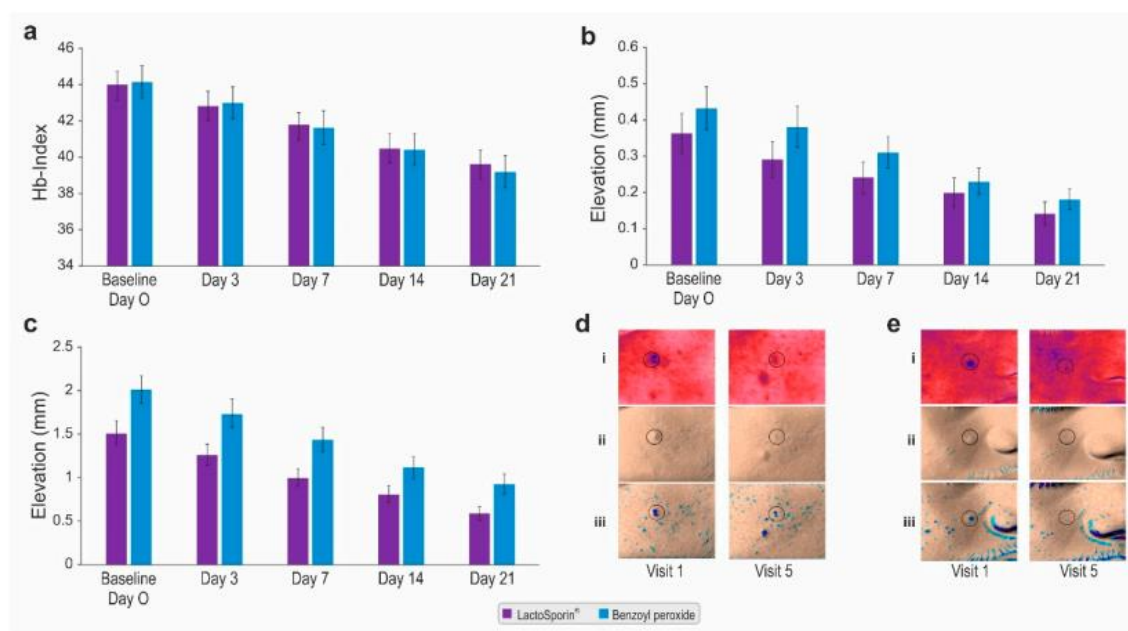 a
46
44
42
40
38
36
34
Hb-Index
Baseline
Day O
Day 3
Day 7
Day 14
Day 21
b
0.6
0.5
0.4
0.3
0.2
0.1
0
Elevation (mm)
Baseline
Day O
Day 3
Day 7
Day 14
Day 21
c
2.5
2
1.5
1
0.5
0
Elevation (mm)
Baseline
Day O
Day 3
Day 7
Day 14
Day 21
d
i
ii
iii
Visit 1 Visit 5
e
i
ii
iii
Visit 1 Visit 5
LactoSporin® Benzoyl peroxide